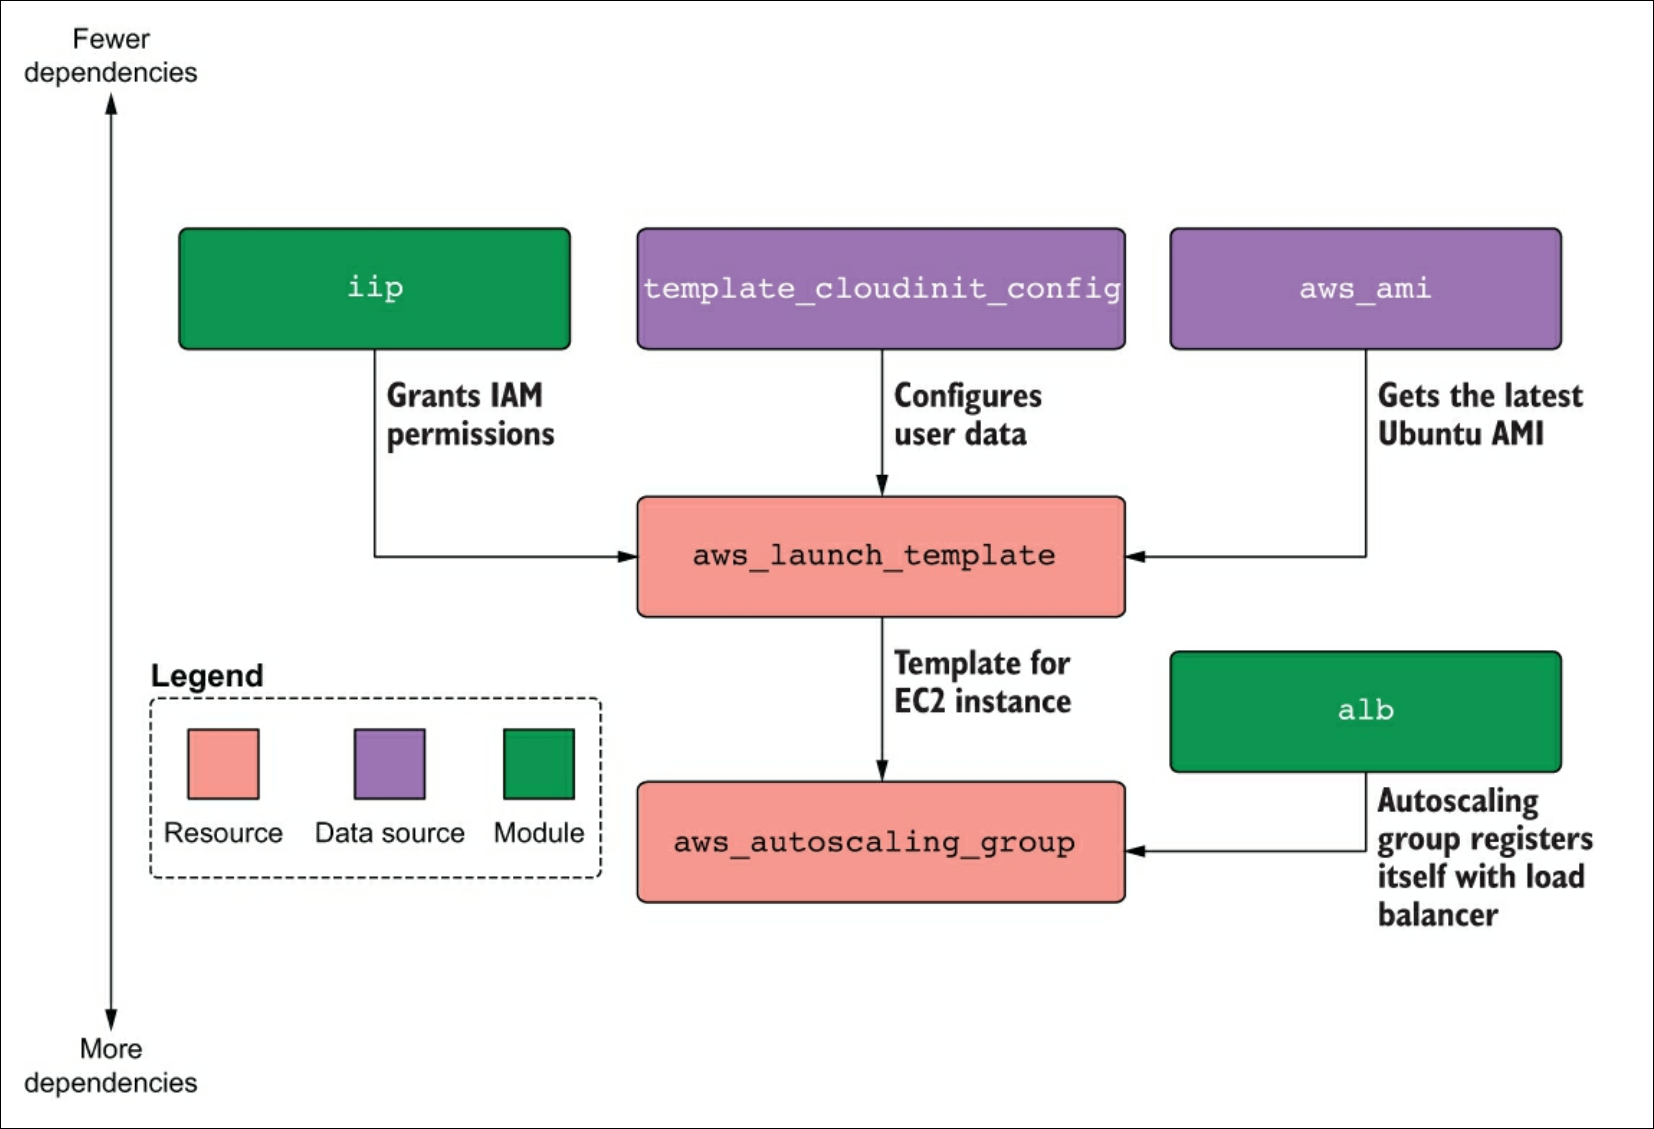 Fewer
dependencies
iip
template_cloudinit_config
aws_ami
Grants IAM
permissions
Configures
user data
Gets the latest
Ubuntu AMI
aws_launch_template
Template for
EC2 instance
alb
Legend
Resource
Data source
Module
aws_autoscaling_group
Autoscaling
group registers
itself with load
balancer
More
dependencies